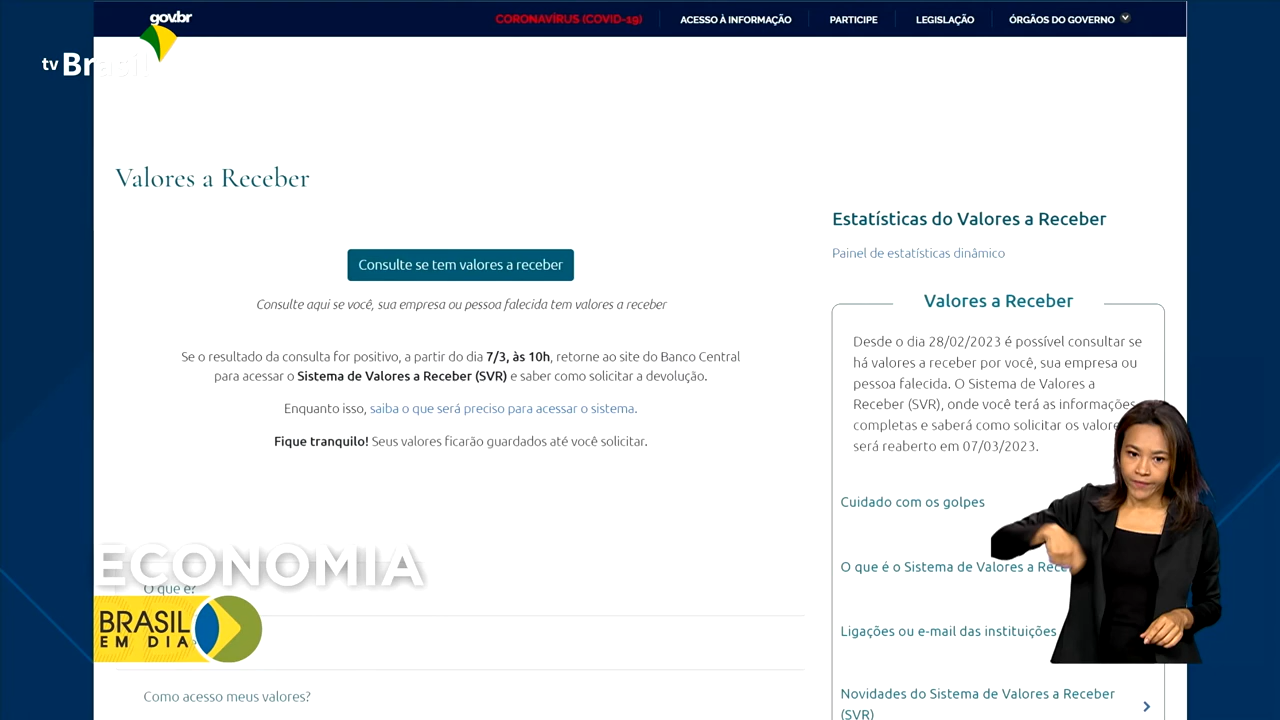 gov.br
CORONAVÍRUS (COVID-19)
ACESSO À INFORMAÇÃO
PARTICIPE
LEGISLAÇÃO
ÓRGÃOS DO GOVERNO
tv Brasil
Valores a Receber
Consulte se tem valores a receber
Consulte aqui se você, sua empresa ou pessoa falecida tem valores a receber
Se o resultado da consulta for positivo, a partir do dia 7/3, às 10h, retorne ao site do Banco Central
para acessar o Sistema de Valores a Receber (SVR) e saber como solicitar a devolução.
Enquanto isso, saiba o que será preciso para acessar o sistema.
Fique tranquilo! Seus valores ficarão guardados até você solicitar.
ECONOMIA
O que é?
BRASIL
EM DIA
Como acesso meus valores?
Estatísticas do Valores a Receber
Painel de estatísticas dinâmico
Valores a Receber
Desde o dia 28/02/2023 é possível consultar se
há valores a receber por você, sua empresa ou
pessoa falecida. O Sistema de Valores a
Receber (SVR), onde você terá as informações
completas e saberá como solicitar os valore
será reaberto em 07/03/2023.
Cuidado com os golpes
O que é o Sistema de Valores a Rece
Ligações ou e-mail das instituições
Novidades do Sistema de Valores a Receber
(SVR)